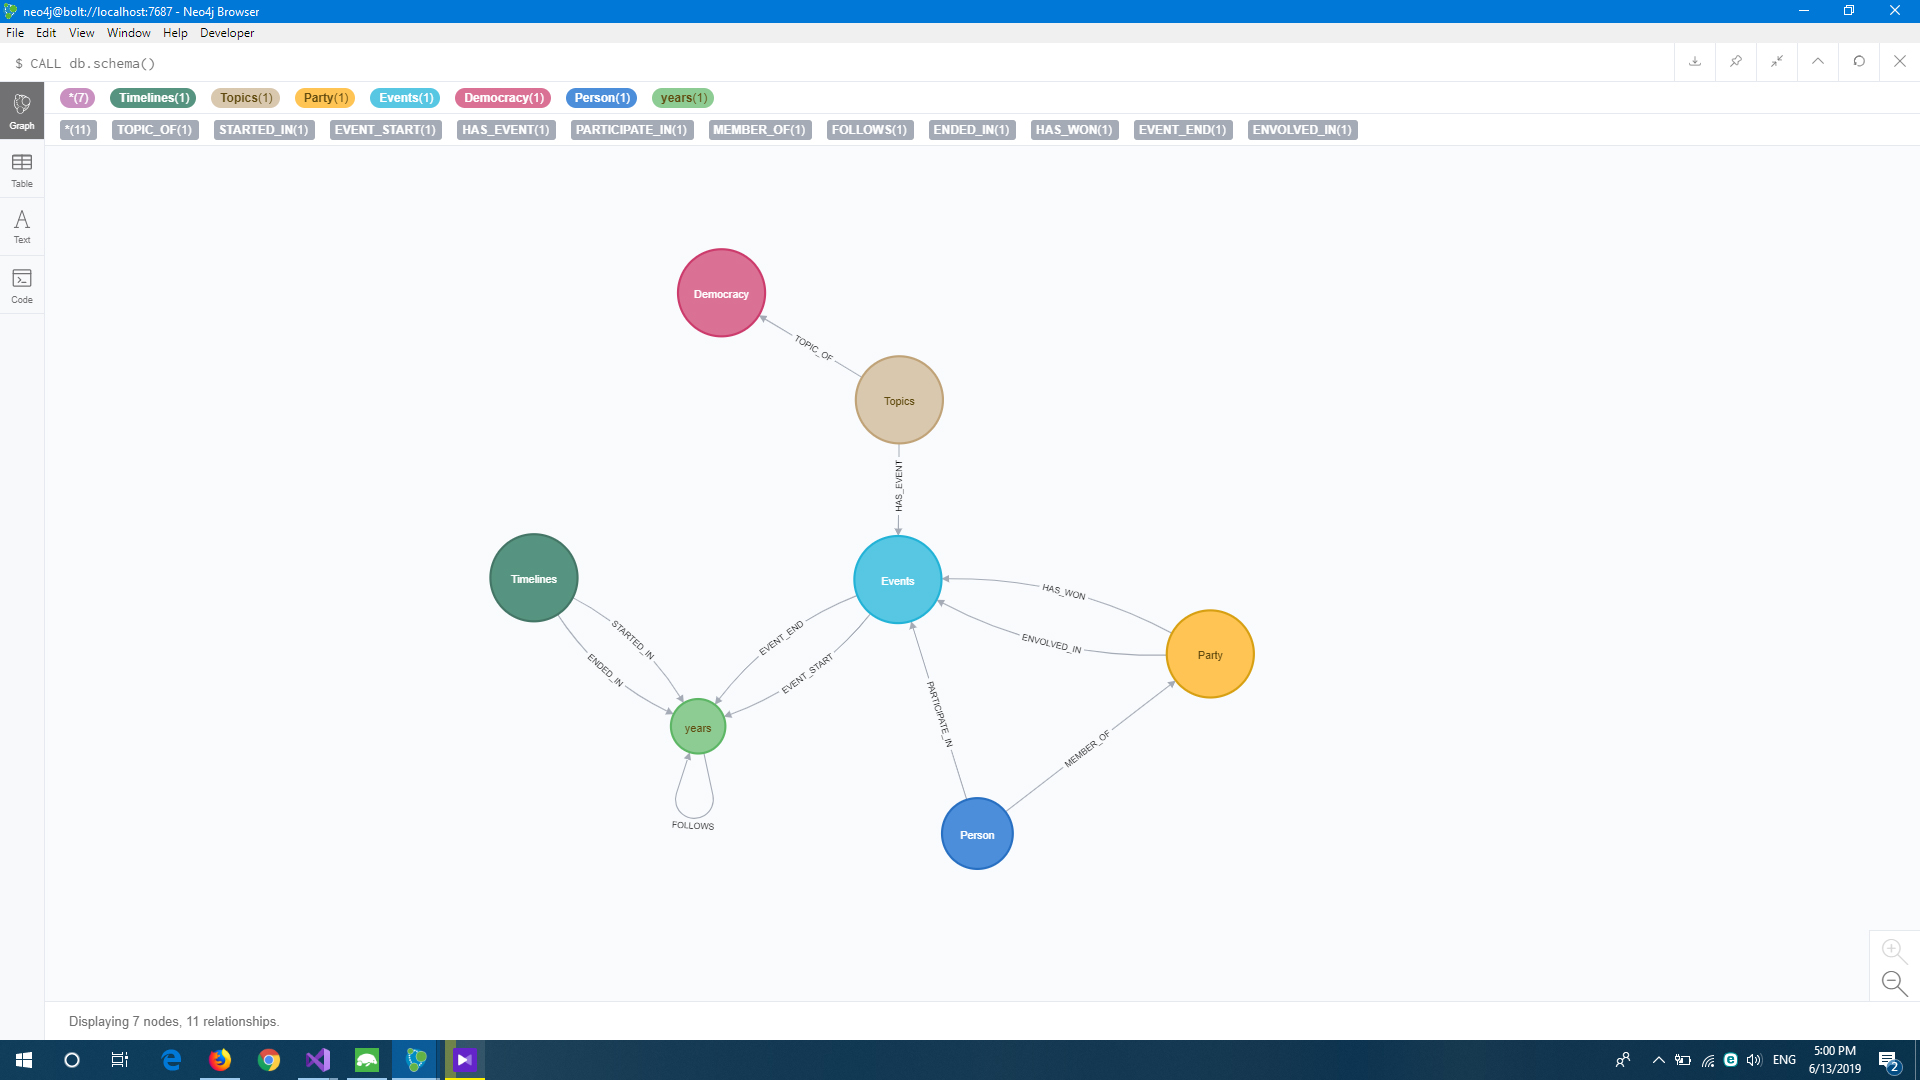 neo4j@bolt://localhost:7687 - Neo4j Browser
File Edit View Window Help Developer
$ CALL db.schema()
*(7) Timelines(1) Topics(1) Party(1) Events(1) Democracy(1) Person(1) years(1)
Graph
*(11) TOPIC_OF(1) STARTED_IN(1) EVENT_START(1) HAS_EVENT(1) PARTICIPATE_IN(1) MEMBER_OF(1) FOLLOWS(1) ENDED_IN(1) HAS_WON(1) EVENT_END(1) ENVOLVED_IN(1)
Table
Text
Code
Democracy
TOPIC_OF
Topics
HAS_EVENT
Timelines
Events
HAS_WON
STARTED_IN
EVENT_END
ENVOLVED_IN
Party
ENDED_IN
EVENT_START
PARTICIPATE_IN
years
MEMBER_OF
FOLLOWS
Person
Displaying 7 nodes, 11 relationships.
ENG
5:00 PM
6/13/2019
2